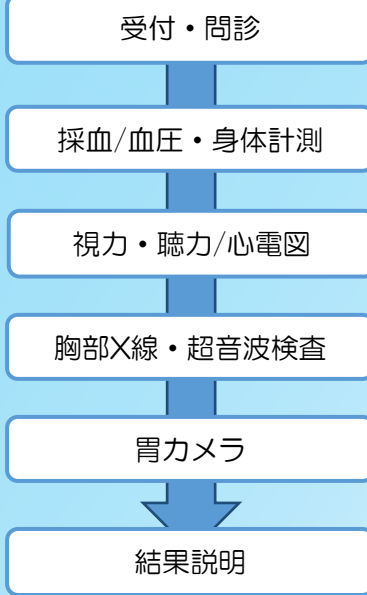 受付・問診
採血/血圧・身体計測
視力・聴力/心電図
胸部X線・超音波検査
胃カメラ
結果説明